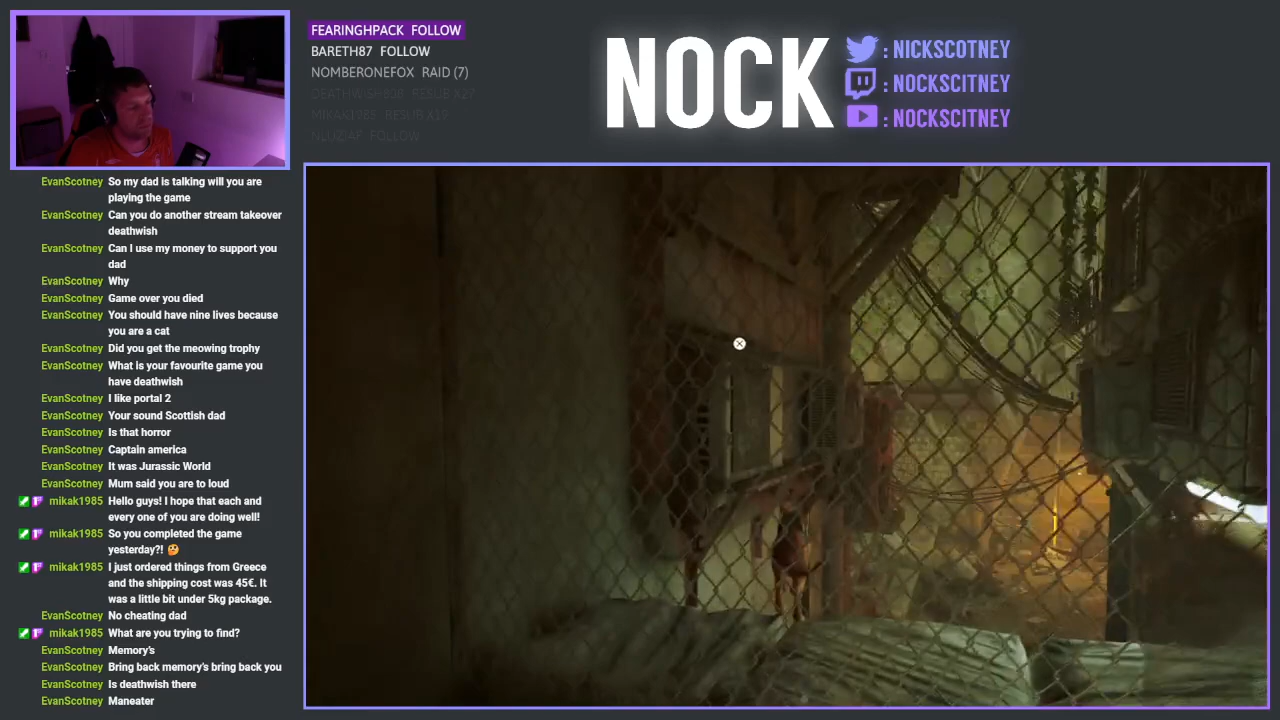 FEARINGHPACK FOLLOW
BARETH87 FOLLOW
NOMBERONEFOX RAID (7)
MIKAK1985 RESUB X19
NOCK
: NICKSCOTNEY
: NOCKSCITNEY
: NOCKSCITNEY
EvanScotney So my dad is talking will you are
playing the game
EvanScotney Can you do another stream takeover
deathwish
EvanScotney Can I use my money to support you
dad
EvanScotney Why
EvanScotney Game over you died
EvanScotney You should have nine lives because
you are a cat
EvanScotney Did you get the meowing trophy
EvanScotney What is your favourite game you
have deathwish
EvanScotney I like portal 2
EvanScotney Your sound Scottish dad
EvanScotney Is that horror
EvanScotney Captain america
EvanScotney It was Jurassic World
EvanScotney Mum said you are to loud
mikak1985 Hello guys! I hope that each and
every one of you are doing well!
mikak1985 So you completed the game
yesterday?! 🤔
mikak1985 I just ordered things from Greece
and the shipping cost was 45€. It
was a little bit under 5kg package.
EvanScotney No cheating dad
mikak1985 What are you trying to find?
EvanScotney Memory's
EvanScotney Bring back memory's bring back you
EvanScotney Is deathwish there
EvanScotney Maneater